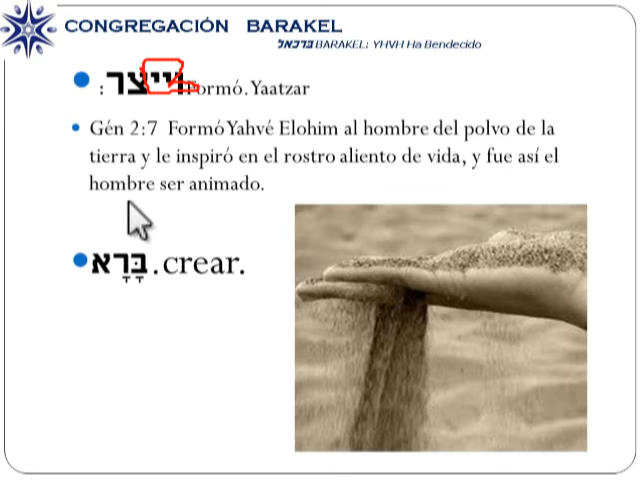 CONGREGACIÓN BARAKEL
ברכאל BARAKEL: YHVH Ha Bendecido
• וייצר: Formó. Yaatzar
• Gén 2:7 Formó Yahvé Elohim al hombre del polvo de la
tierra y le inspiró en el rostro aliento de vida, y fue así el
hombre ser animado.
• בָּרָא. crear.